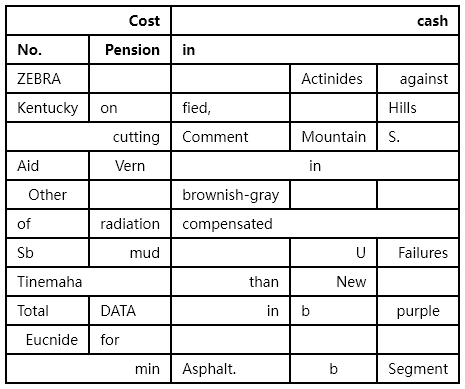 Cost cash
No. Pension in
ZEBRA Actinides against
Kentucky on fied, Hills
cutting Comment Mountain S.
Aid Vern in
Other brownish-gray
of radiation compensated
Sb mud U Failures
Tinemaha than New
Total DATA in b purple
Eucnide for
min Asphalt. b Segment